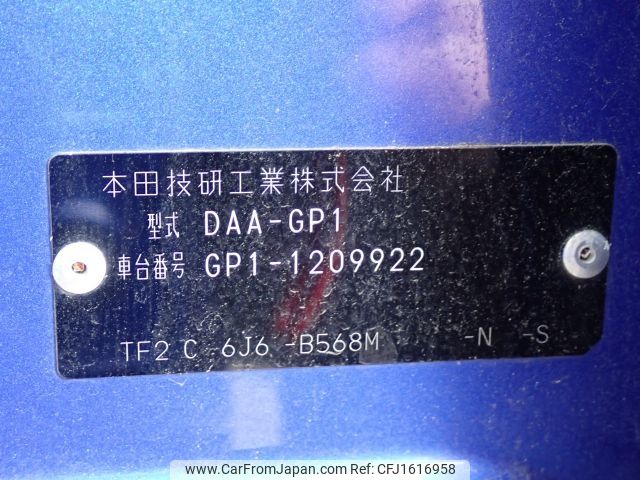 本田技研工業株式会社
型式 DAA-GP1
車台番号 GP1-1209922
TF2 C 6J6 -B568M -N -S
www.CarFromJapan.com | REF ID: CFJ1616958